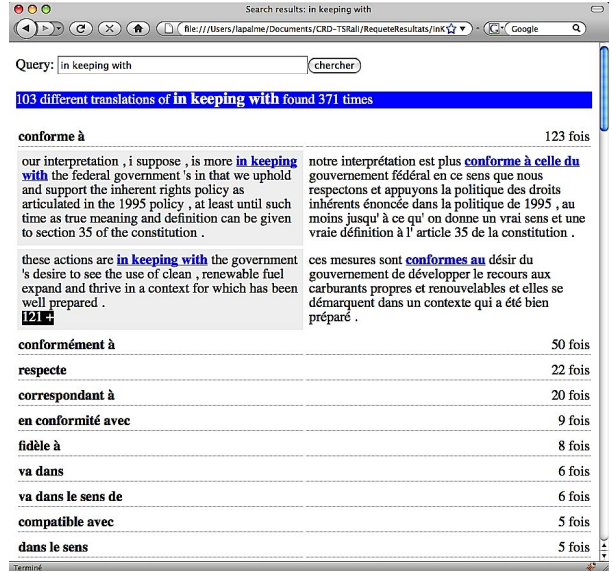 Search results: in keeping with
file:///Users/lapalme/Documents/CRD-TSRali/RequeteResultats/InK
Google
Query: in keeping with chercher
103 different translations of in keeping with found 371 times
conforme à 123 fois
our interpretation , i suppose , is more in keeping
with the federal government 's in that we uphold
and support the inherent rights policy as
articulated in the 1995 policy , at least until such
time as true meaning and definition can be given
to section 35 of the constitution .
notre interprétation est plus conforme à celle du
gouvernement fédéral en ce sens que nous
respectons et appuyons la politique des droits
inhérents énoncée dans la politique de 1995 , au
moins jusqu' à ce qu' on donne un vrai sens et une
vraie définition à l' article 35 de la constitution .
these actions are in keeping with the government
's desire to see the use of clean , renewable fuel
expand and thrive in a context for which has been
well prepared .
121 +
ces mesures sont conformes au désir du
gouvernement de développer le recours aux
carburants propres et renouvelables et elles se
démarquent dans un contexte qui a été bien
préparé .
conformément à 50 fois
respecte 22 fois
correspondant à 20 fois
en conformité avec 9 fois
fidèle à 8 fois
va dans 6 fois
va dans le sens de 6 fois
compatible avec 5 fois
dans le sens 5 fois
Terminé